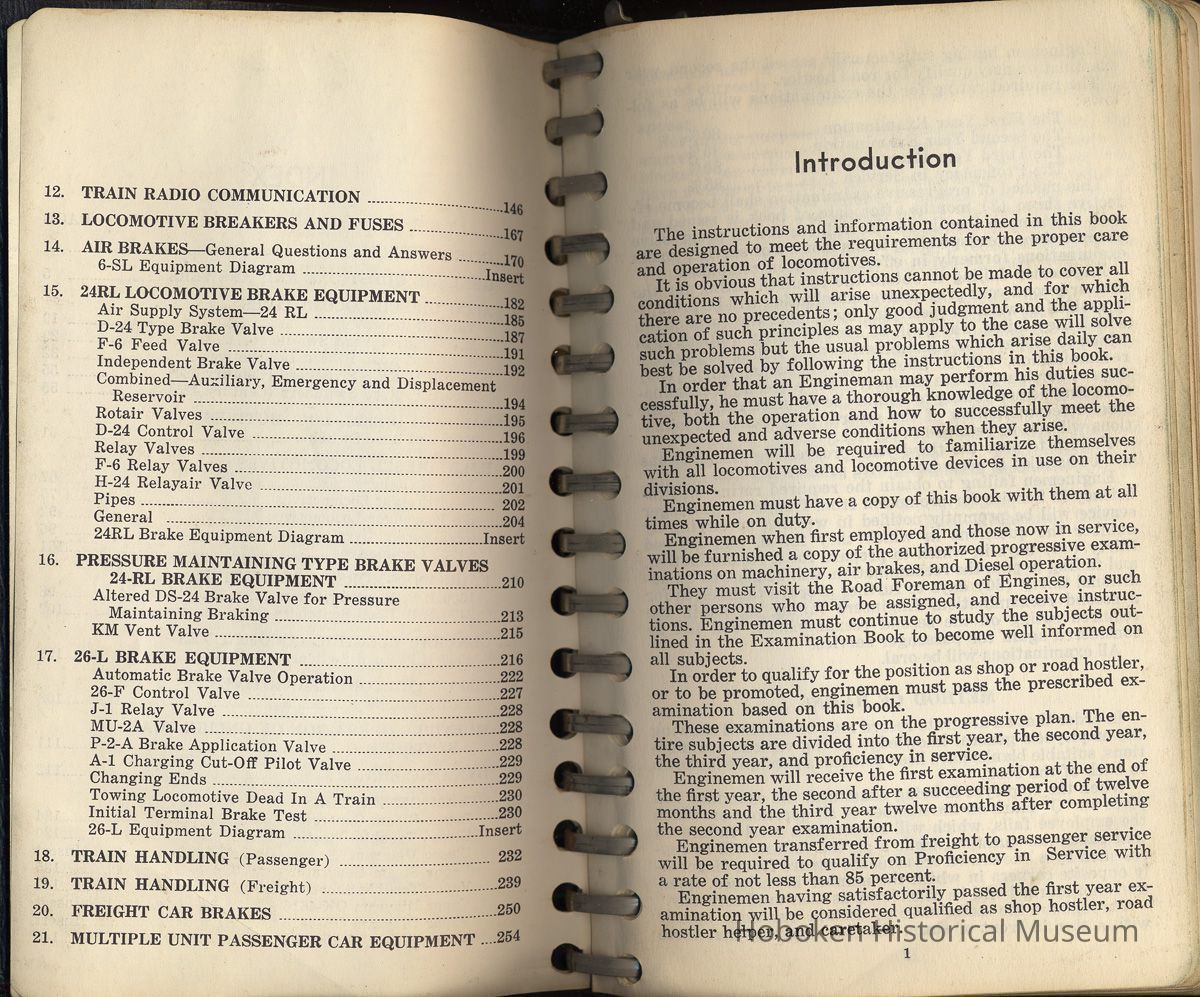 12. TRAIN RADIO COMMUNICATION ....................146
13. LOCOMOTIVE BREAKERS AND FUSES ....................167
14. AIR BRAKES—General Questions and Answers ..........170
6-SL Equipment Diagram ....................Insert
15. 24RL LOCOMOTIVE BRAKE EQUIPMENT ....................182
Air Supply System—24 RL ....................185
D-24 Type Brake Valve ....................187
F-6 Feed Valve ....................191
Independent Brake Valve ....................192
Combined—Auxiliary, Emergency and Displacement
Reservoir ....................194
Rotair Valves ....................195
D-24 Control Valve ....................196
Relay Valves ....................199
F-6 Relay Valves ....................200
H-24 Relayair Valve ....................201
Pipes .................... 202
General ....................204
24RL Brake Equipment Diagram ....................Insert
16. PRESSURE MAINTAINING TYPE BRAKE VALVES
24-RL BRAKE EQUIPMENT ....................210
Altered DS-24 Brake Valve for Pressure
Maintaining Braking ....................213
KM Vent Valve ....................215
17. 26-L BRAKE EQUIPMENT ....................216
Automatic Brake Valve Operation ....................222
26-F Control Valve ....................227
J-1 Relay Valve ....................228
MU-2A Valve ....................228
P-2-A Brake Application Valve ....................228
A-1 Charging Cut-Off Pilot Valve ....................229
Changing Ends ....................229
Towing Locomotive Dead In A Train ....................230
Initial Terminal Brake Test ....................230
26-L Equipment Diagram ....................Insert
18. TRAIN HANDLING (Passenger) .................... 232
19. TRAIN HANDLING (Freight) ....................239
20. FREIGHT CAR BRAKES ....................250
21. MULTIPLE UNIT PASSENGER CAR EQUIPMENT ....254
Introduction
The instructions and information contained in this book
are designed to meet the requirements for the proper care
and operation of locomotives.
It is obvious that instructions cannot be made to cover all
conditions which will arise unexpectedly, and for which
there are no precedents; only good judgment and the appli-
cation of such principles as may apply to the case will solve
such problems but the usual problems which arise daily can
best be solved by following the instructions in this book.
In order that an Engineman may perform his duties suc-
cessfully, he must have a thorough knowledge of the locomo-
tive, both the operation and how to successfully meet the
unexpected and adverse conditions when they arise.
Enginemen will be required to familiarize themselves
with all locomotives and locomotive devices in use on their
divisions.
Enginemen must have a copy of this book with them at all
times while on duty.
Enginemen when first employed and those now in service,
will be furnished a copy of the authorized progressive exam-
inations on machinery, air brakes, and Diesel operation.
They must visit the Road Foreman of Engines, or such
other persons who may be assigned, and receive instruc-
tions. Enginemen must continue to study the subjects out-
lined in the Examination Book to become well informed on
all subjects.
In order to qualify for the position as shop or road hostler,
or to be promoted, enginemen must pass the prescribed ex-
amination based on this book.
These examinations are on the progressive plan. The en-
tire subjects are divided into the first year, the second year,
the third year, and proficiency in service.
Enginemen will receive the first examination at the end of
the first year, the second after a succeeding period of twelve
months and the third year twelve months after completing
the second year examination.
Enginemen transferred from freight to passenger service
will be required to qualify on Proficiency in Service with
a rate of not less than 85 percent.
Enginemen having satisfactorily passed the first year ex-
amination will be considered qualified as shop hostler, road
hostler helper, and caretaker.
Hoboken Historical Museum
1